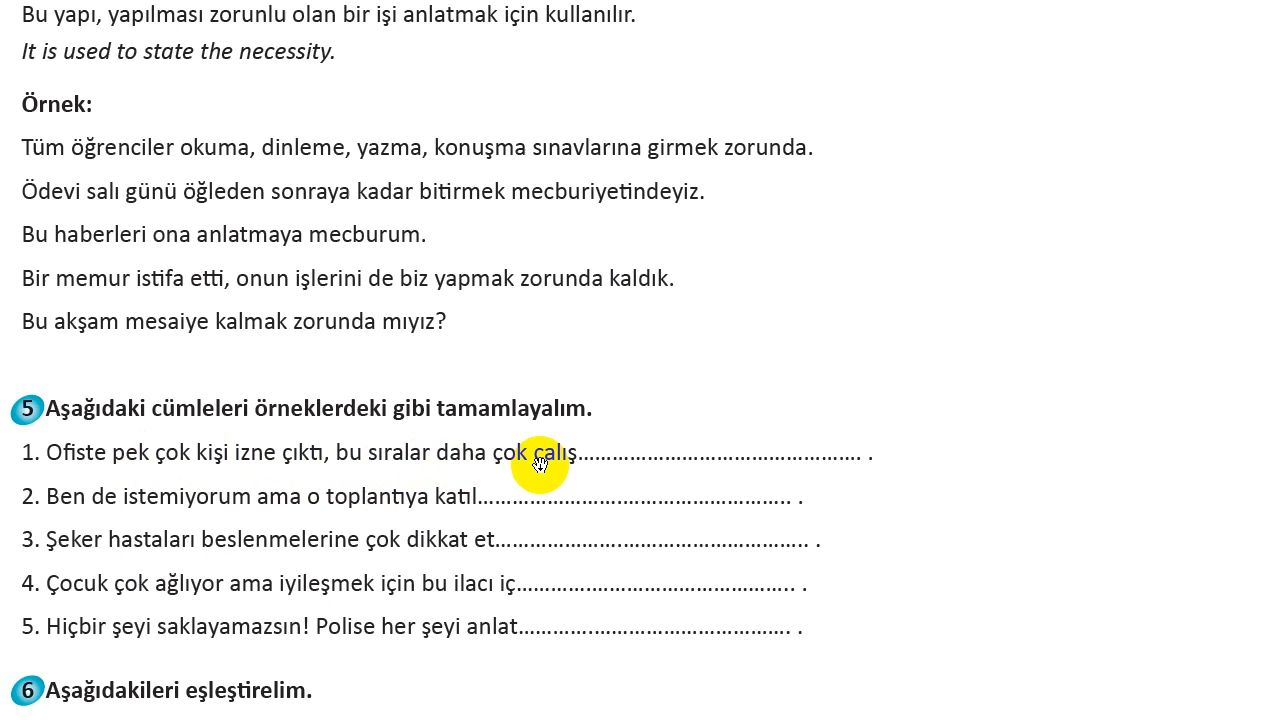 Bu yapı, yapılması zorunlu olan bir işi anlatmak için kullanılır.
It is used to state the necessity.
Örnek:
Tüm öğrenciler okuma, dinleme, yazma, konuşma sınavlarına girmek zorunda.
Ödevi salı günü öğleden sonraya kadar bitirmek mecburiyetindeyiz.
Bu haberleri ona anlatmaya mecburum.
Bir memur istifa etti, onun işlerini de biz yapmak zorunda kaldık.
Bu akşam mesaiye kalmak zorunda mıyız?
5 Aşağıdaki cümleleri örneklerdeki gibi tamamlayalım.
1. Ofiste pek çok kişi izne çıktı, bu sıralar daha çok çalış…………………………………………. .
2. Ben de istemiyorum ama o toplantıya katıl…………………….……………………….. .
3. Şeker hastaları beslenmelerine çok dikkat et………………….………………………….. .
4. Çocuk çok ağlıyor ama iyileşmek için bu ilacı iç………….…………………………….. .
5. Hiçbir şeyi saklayamazsın! Polise her şeyi anlat………….……………………………. .
6 Aşağıdakileri eşleştirelim.